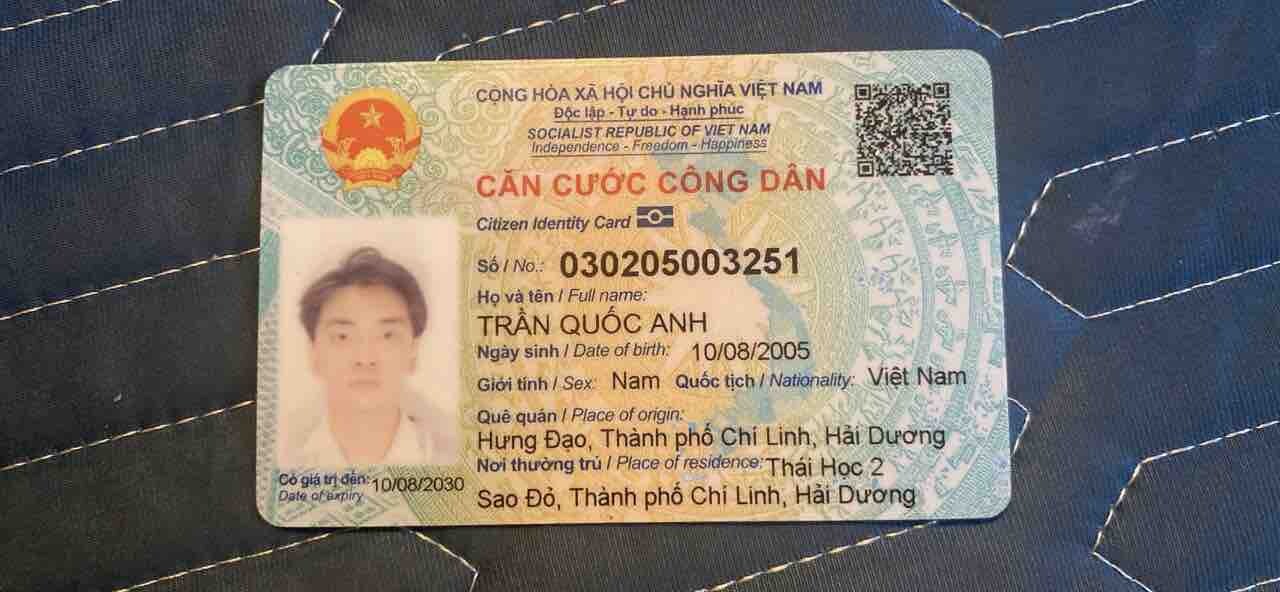 CỘNG HÒA XÃ HỘI CHỦ NGHĨA VIỆT NAM
Độc lập - Tự do - Hạnh phúc
SOCIALIST REPUBLIC OF VIET NAM
Independence - Freedom - Happiness
CĂN CƯỚC CÔNG DÂN
Citizen Identity Card
Số / No.: 030205003251
Họ và tên / Full name:
TRẦN QUỐC ANH
Ngày sinh / Date of birth: 10/08/2005
Giới tính / Sex: Nam Quốc tịch / Nationality: Việt Nam
Quê quán / Place of origin:
Hưng Đạo, Thành phố Chí Linh, Hải Dương
Nơi thường trú / Place of residence: Thái Học 2
Sao Đỏ, Thành phố Chí Linh, Hải Dương
Có giá trị đến: 10/08/2030
Date of expiry